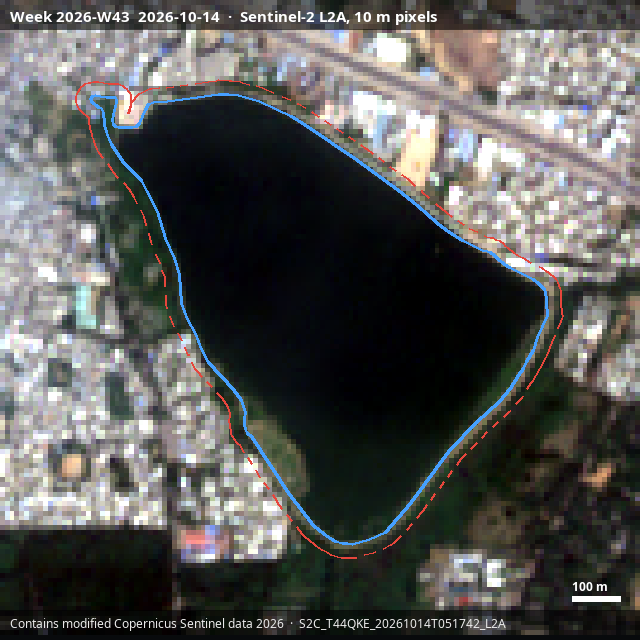 Week 2026-W43 2026-10-14 · Sentinel-2 L2A, 10 m pixels
100 m
Contains modified Copernicus Sentinel data 2026 · S2C_T44QKE_20261014T051742_L2A